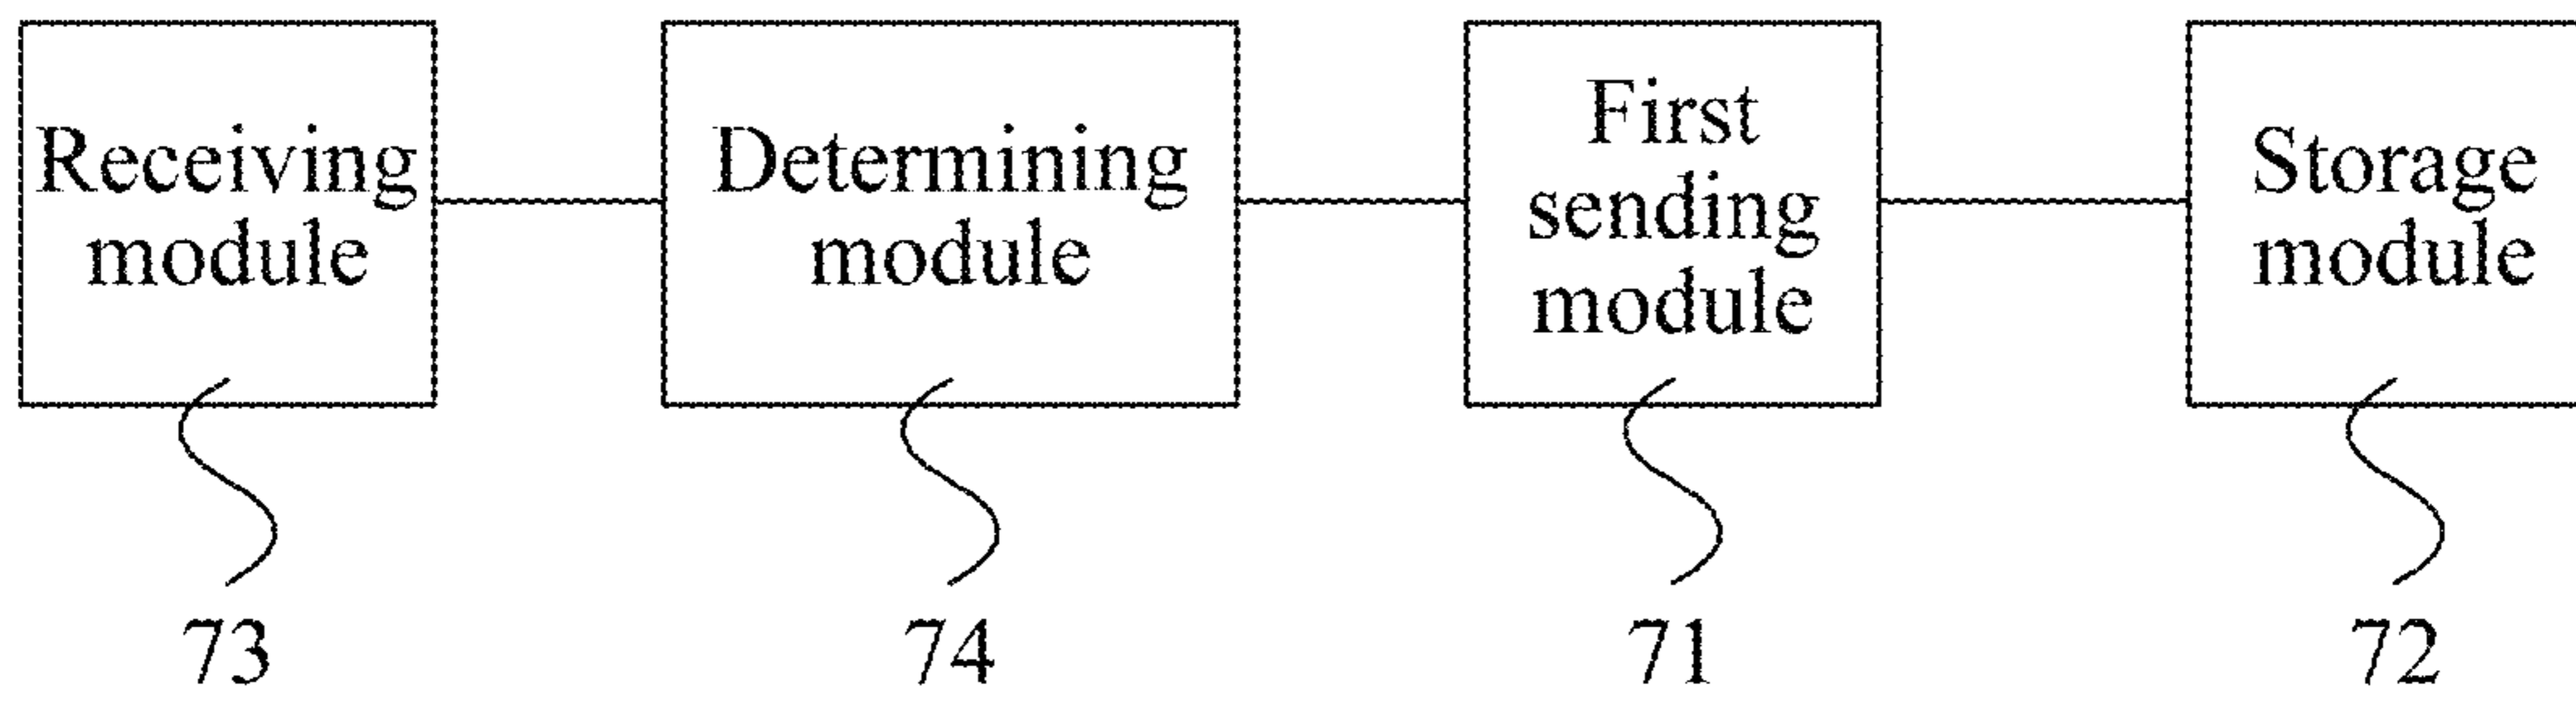 Receiving
module
Determining
module
First
sending
module
Storage
module
73
74
71
72